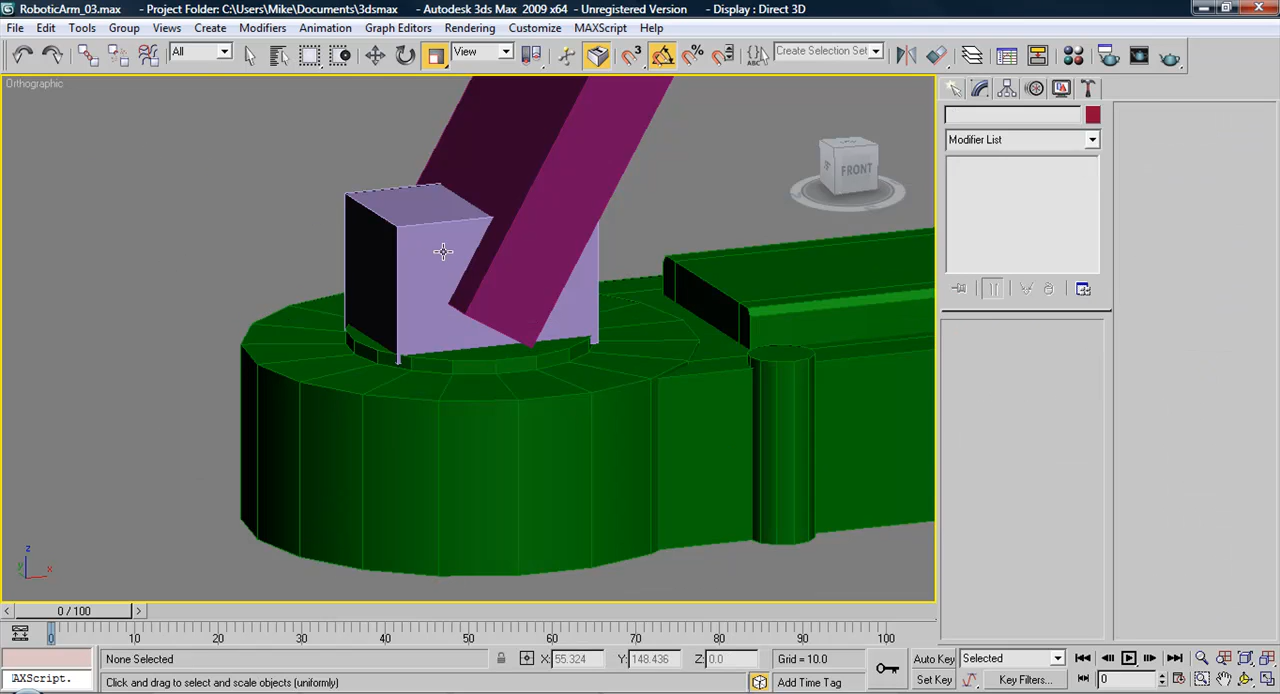 RoboticArm_03.max - Project Folder: C:\Users\Mike\Documents\3dsmax - Autodesk 3ds Max 2009 x64 - Unregistered Version - Display : Direct 3D
File Edit Tools Group Views Create Modifiers Animation Graph Editors Rendering Customize MAXScript Help
All View Create Selection Set
Orthographic
FRONT
Modifier List
z
y x
0 / 100
0 10 20 30 40 50 60 70 80 90 100
None Selected X: 55.324 Y: 148.436 Z: 0.0 Grid = 10.0 Auto Key Selected
AXScript. Click and drag to select and scale objects (uniformly) Add Time Tag Set Key Key Filters... 0